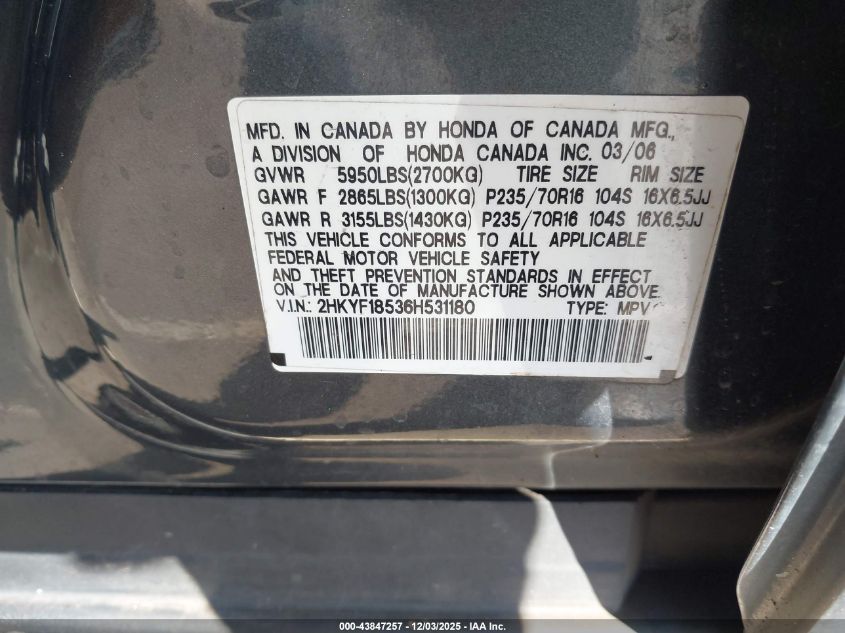 MFD. IN CANADA BY HONDA OF CANADA MFG.,
A DIVISION OF HONDA CANADA INC. 03/06
GVWR 5950LBS(2700KG) TIRE SIZE RIM SIZE
GAWR F 2865LBS(1300KG) P235/70R16 104S 16X6.5JJ
GAWR R 3155LBS(1430KG) P235/70R16 104S 16X6.5JJ
THIS VEHICLE CONFORMS TO ALL APPLICABLE
FEDERAL MOTOR VEHICLE SAFETY
AND THEFT PREVENTION STANDARDS IN EFFECT
ON THE DATE OF MANUFACTURE SHOWN ABOVE.
V.I.N.: 2HKYF18536H531180 TYPE: MPV
000-43847257 - 12/03/2025 - IAA Inc.